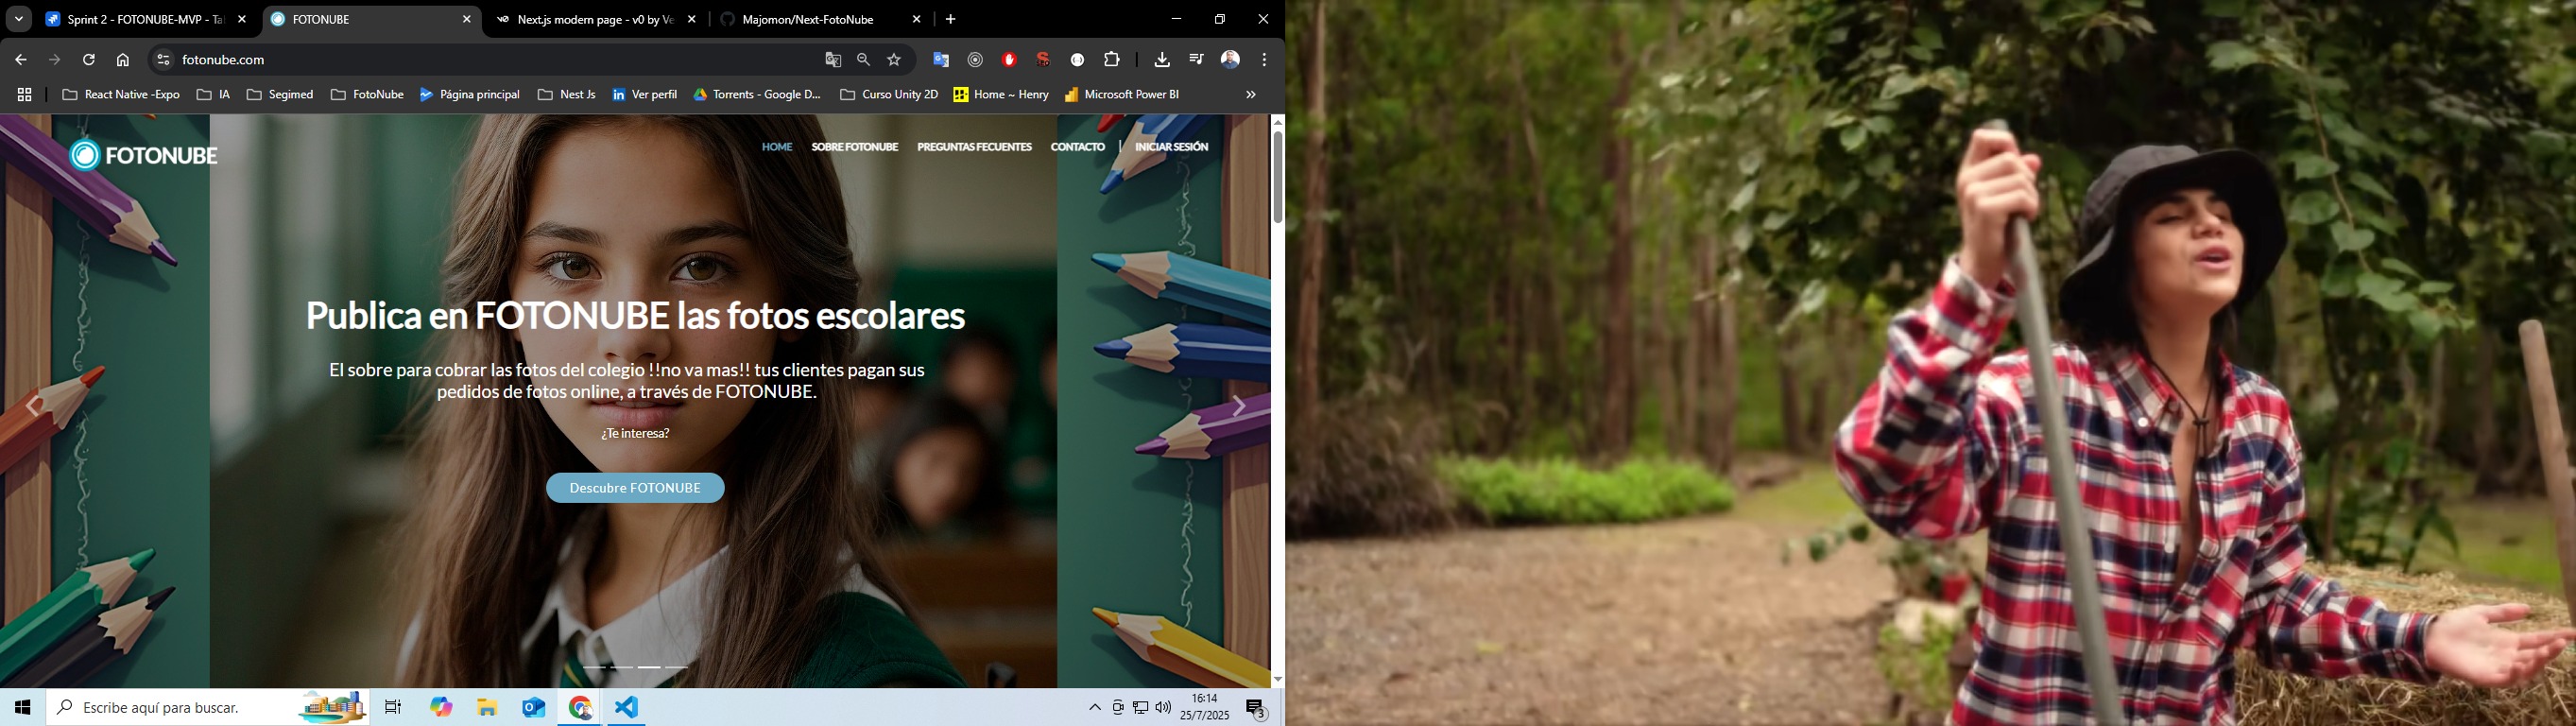 Sprint 2 - FOTONUBE-MVP - Tal
FOTONUBE
Next.js modern page - v0 by Ve
Majomon/Next-FotoNube
fotonube.com
React Native -Expo
IA
Segimed
FotoNube
Página principal
Nest Js
Ver perfil
Torrents - Google D...
Curso Unity 2D
Home ~ Henry
Microsoft Power BI
FOTONUBE
HOME
SOBRE FOTONUBE
PREGUNTAS FECUENTES
CONTACTO
INICIAR SESIÓN
Publica en FOTONUBE las fotos escolares
El sobre para cobrar las fotos del colegio !!no va mas!! tus clientes pagan sus
pedidos de fotos online, a través de FOTONUBE.
¿Te interesa?
Descubre FOTONUBE
Escribe aquí para buscar.
16:14
25/7/2025
3